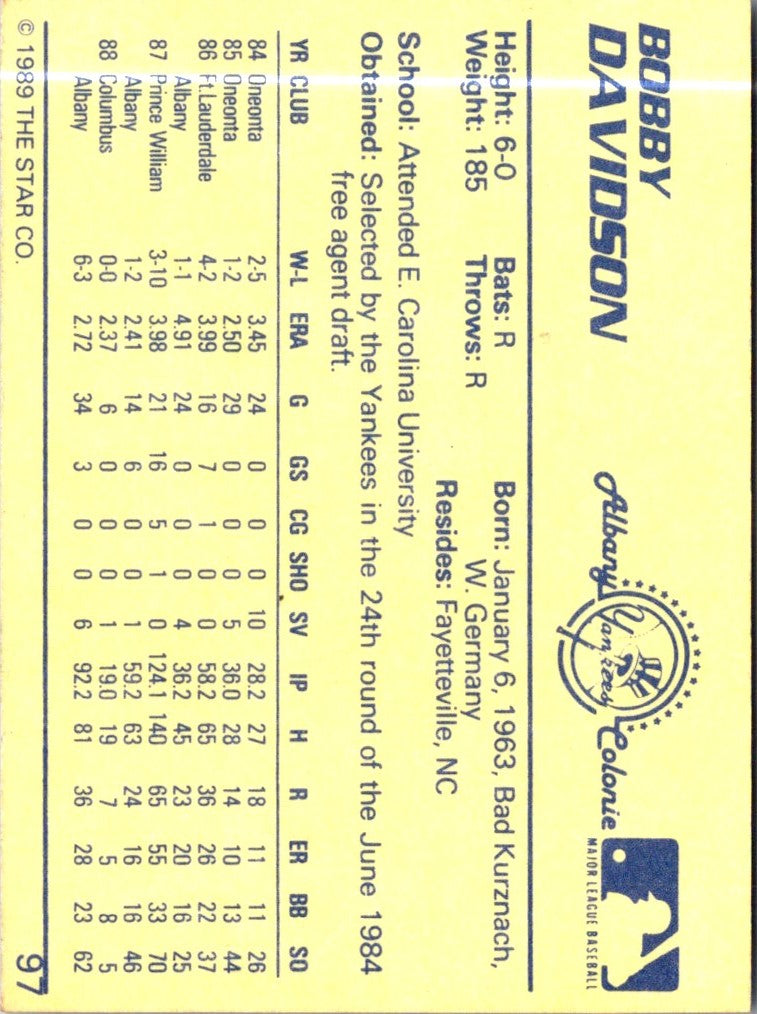 BOBBY
DAVIDSON
Albany Yankees Colonie
MAJOR LEAGUE BASEBALL
Height: 6-0 Bats: R Born: January 6, 1963, Bad Kurznach,
Weight: 185 Throws: R W. Germany
Resides: Fayetteville, NC
School: Attended E. Carolina University
Obtained: Selected by the Yankees in the 24th round of the June 1984
free agent draft.
YR CLUB W-L ERA G GS CG SHO SV IP H R ER BB SO
84 Oneonta 2-5 3.45 24 0 0 0 10 28.2 27 18 11 11 26
85 Oneonta 1-2 2.50 29 0 0 0 5 36.0 28 14 10 13 44
86 Ft.Lauderdale 4-2 3.99 16 7 1 0 0 58.2 65 36 26 22 37
Albany 1-1 4.91 24 0 0 0 4 36.2 45 23 20 16 25
87 Prince William 3-10 3.98 21 16 5 1 0 124.1 140 65 55 33 70
Albany 1-2 2.41 14 6 0 0 1 59.2 63 24 16 16 46
88 Columbus 0-0 2.37 6 0 0 0 1 19.0 19 7 5 8 5
Albany 6-3 2.72 34 3 0 0 6 92.2 81 36 28 23 62
© 1989 THE STAR CO. 97